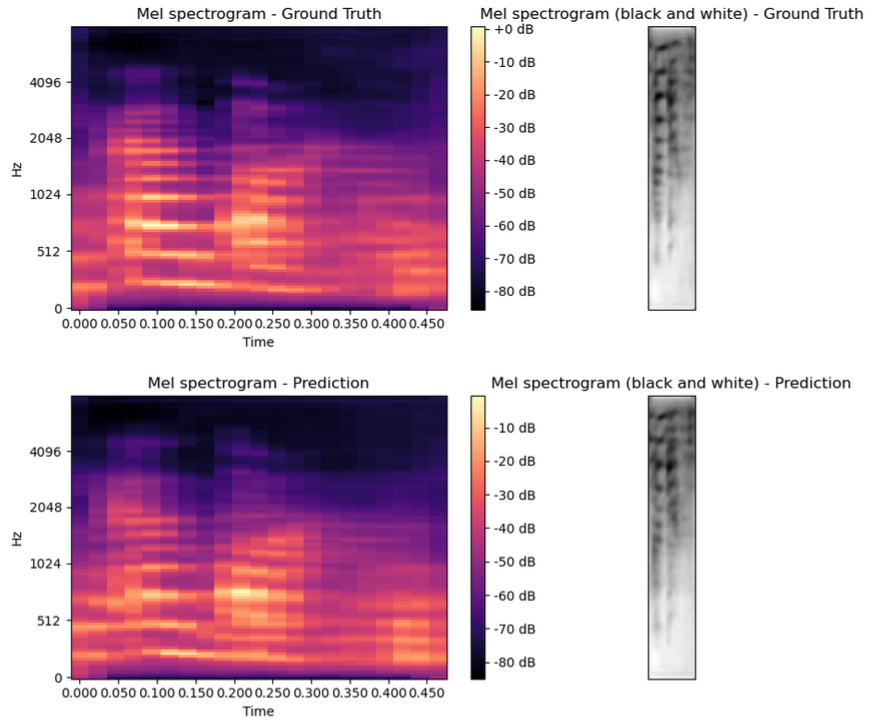 Mel spectrogram - Ground Truth
Mel spectrogram (black and white) - Ground Truth
4096
2048
1024
512
0
Hz
0.000 0.050 0.100 0.150 0.200 0.250 0.300 0.350 0.400 0.450
Time
+0 dB
-10 dB
-20 dB
-30 dB
-40 dB
-50 dB
-60 dB
-70 dB
-80 dB
Mel spectrogram - Prediction
Mel spectrogram (black and white) - Prediction
4096
2048
1024
512
0
Hz
0.000 0.050 0.100 0.150 0.200 0.250 0.300 0.350 0.400 0.450
Time
-10 dB
-20 dB
-30 dB
-40 dB
-50 dB
-60 dB
-70 dB
-80 dB